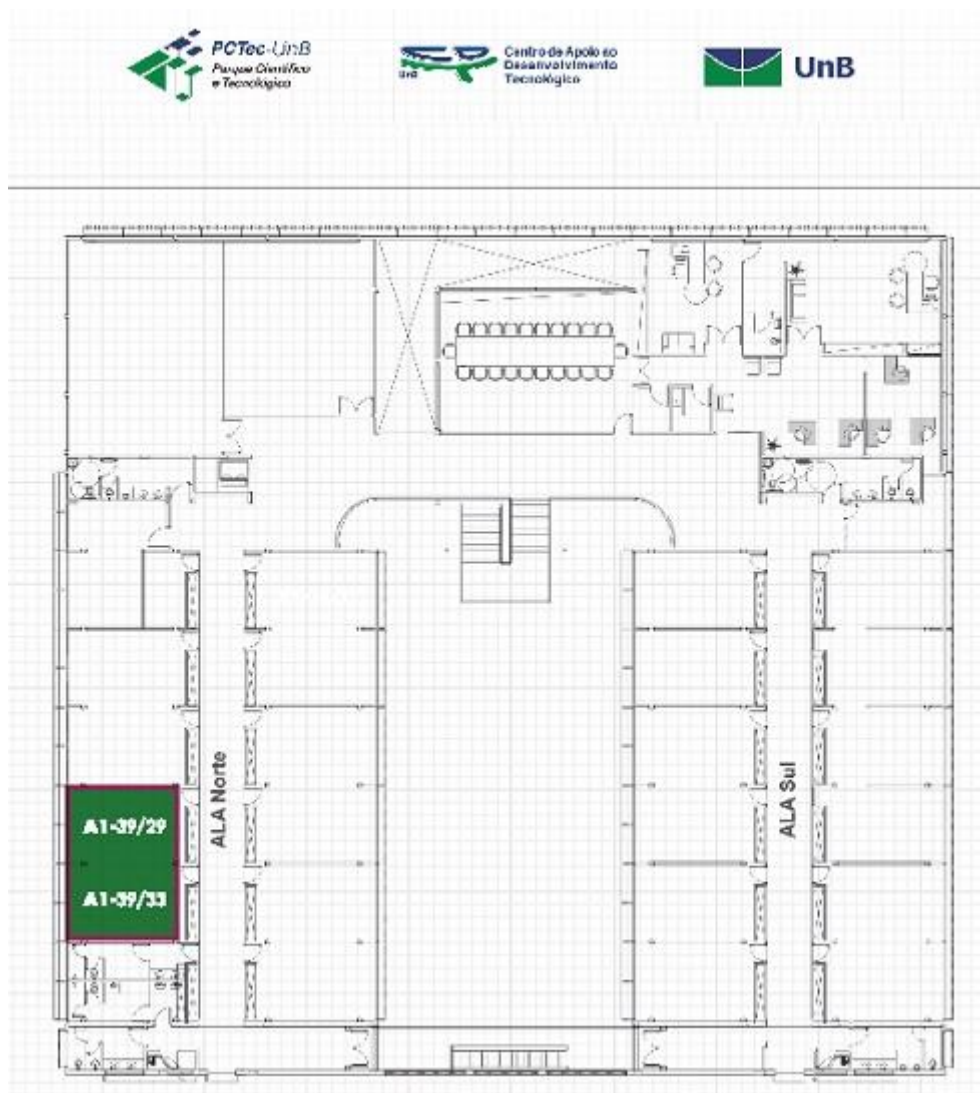 PCTec-UnB
Parque Científico
e Tecnológico
UnB
Centro de Apoio ao
Desenvolvimento
Tecnológico
UnB
ALA Norte
ALA Sul
A1-39/29
A1-39/33